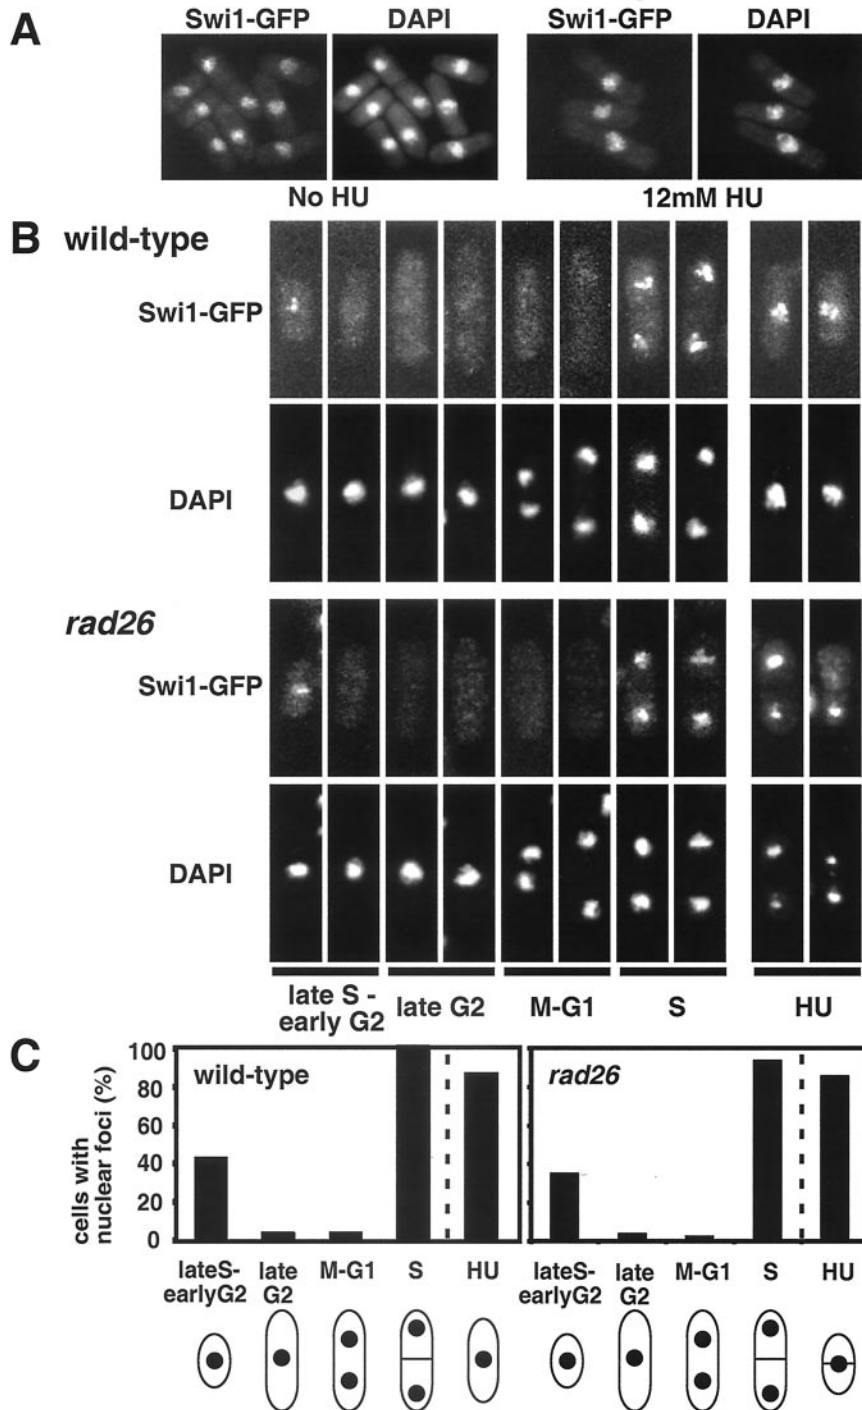 A
Swi1-GFP DAPI Swi1-GFP DAPI
No HU 12mM HU
B wild-type
Swi1-GFP
DAPI
rad26
Swi1-GFP
DAPI
late S - early G2 late G2 M-G1 S HU
C
cells with nuclear foci (%)
100
80
60
40
20
0
wild-type
rad26
lateS-earlyG2 late G2 M-G1 S HU
lateS-earlyG2 late G2 M-G1 S HU